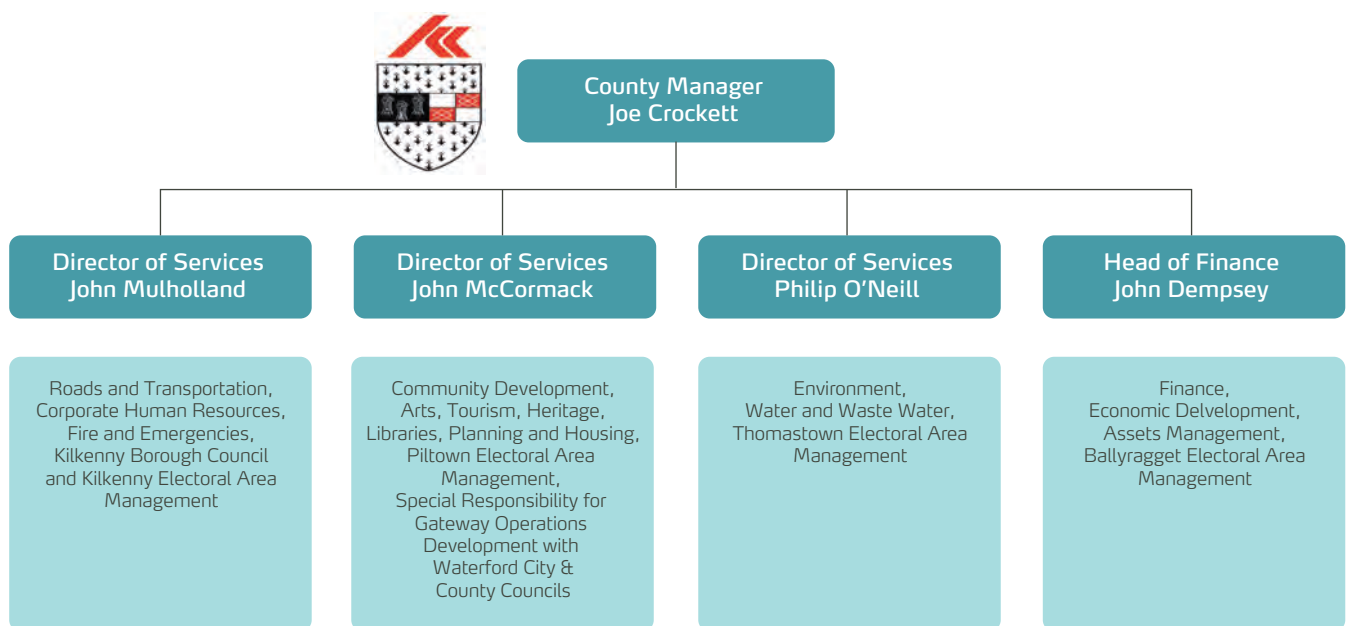 County Manager
Joe Crockett
Director of Services
John Mulholland
Director of Services
John McCormack
Director of Services
Philip O'Neill
Head of Finance
John Dempsey
Roads and Transportation,
Corporate Human Resources,
Fire and Emergencies,
Kilkenny Borough Council
and Kilkenny Electoral Area
Management
Community Development,
Arts, Tourism, Heritage,
Libraries, Planning and Housing,
Piltown Electoral Area
Management,
Special Responsibility for
Gateway Operations
Development with
Waterford City &
County Councils
Environment,
Water and Waste Water,
Thomastown Electoral Area
Management
Finance,
Economic Delvelopment,
Assets Management,
Ballyragget Electoral Area
Management